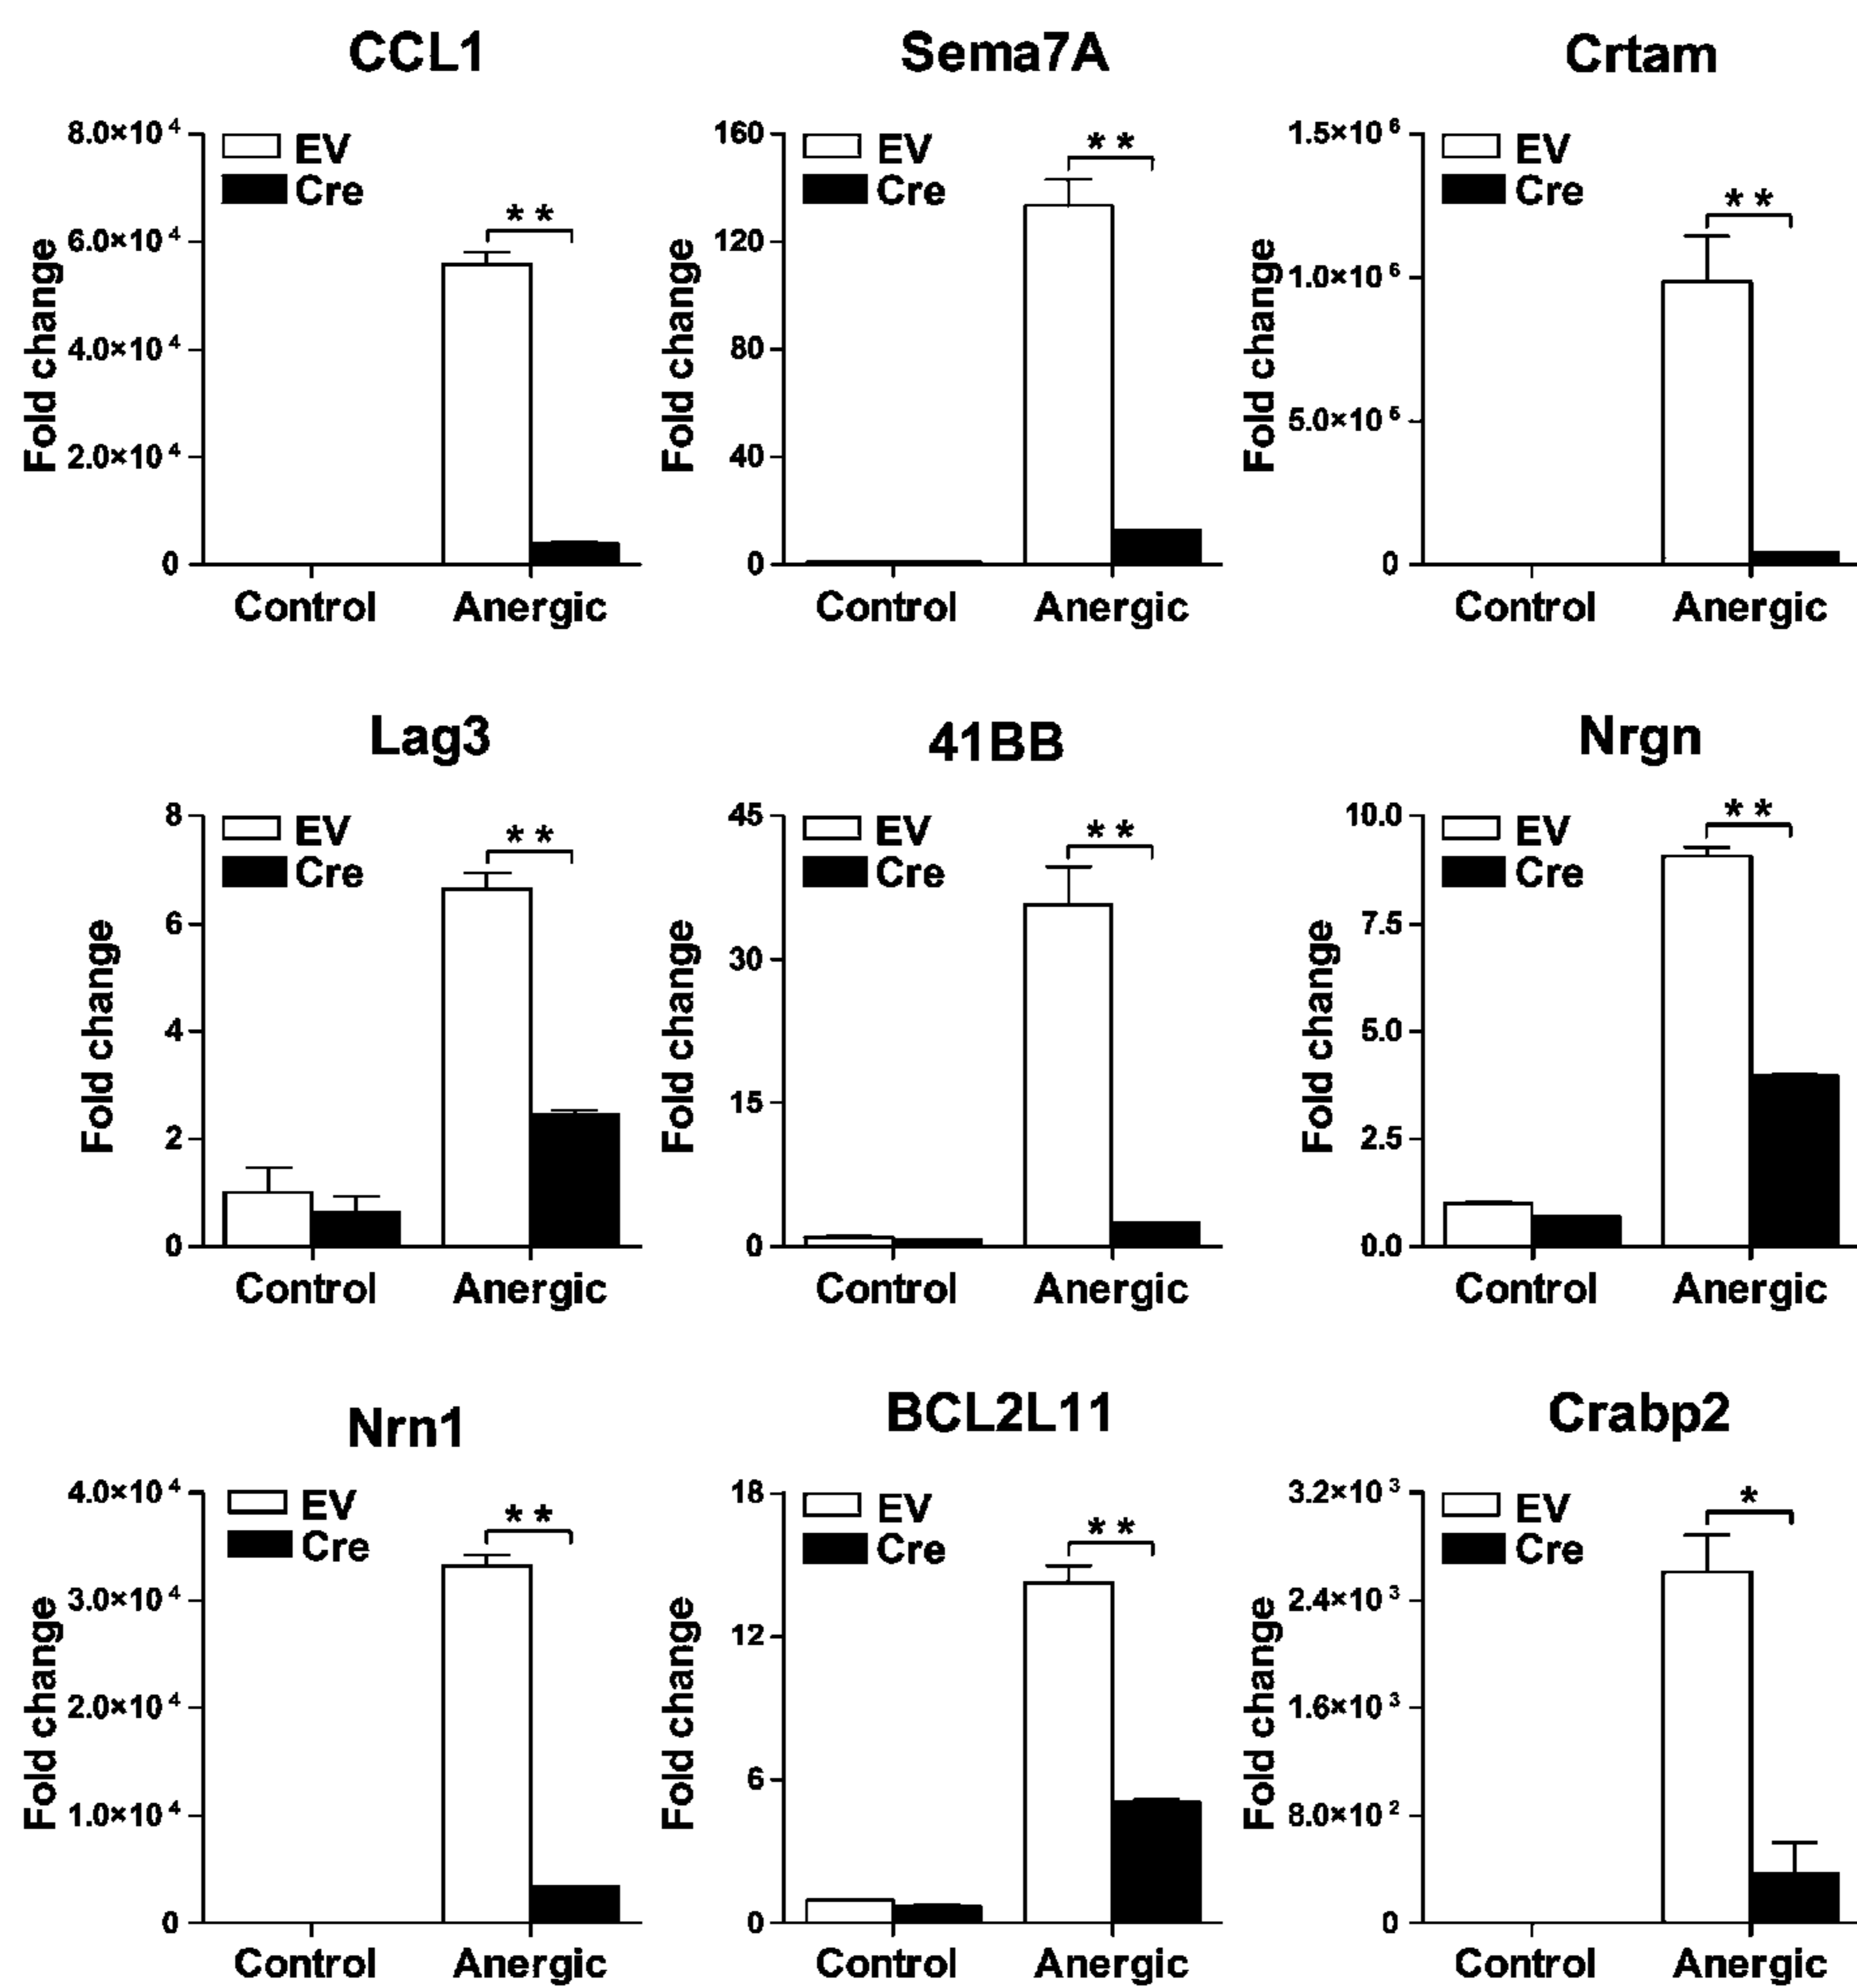 CCL1
8.0×10⁴
6.0×10⁴
4.0×10⁴
2.0×10⁴
0
Fold change
EV
Cre
**
Control Anergic
Sema7A
160
120
80
40
0
Fold change
EV
Cre
**
Control Anergic
Crtam
1.5×10⁶
1.0×10⁶
5.0×10⁵
0
Fold change
EV
Cre
**
Control Anergic
Lag3
8
6
4
2
0
Fold change
EV
Cre
**
Control Anergic
41BB
45
30
15
0
Fold change
EV
Cre
**
Control Anergic
Nrgn
10.0
7.5
5.0
2.5
0.0
Fold change
EV
Cre
**
Control Anergic
Nrn1
4.0×10⁴
3.0×10⁴
2.0×10⁴
1.0×10⁴
0
Fold change
EV
Cre
**
Control Anergic
BCL2L11
18
12
6
0
Fold change
EV
Cre
**
Control Anergic
Crabp2
3.2×10³
2.4×10³
1.6×10³
8.0×10²
0
Fold change
EV
Cre
*
Control Anergic